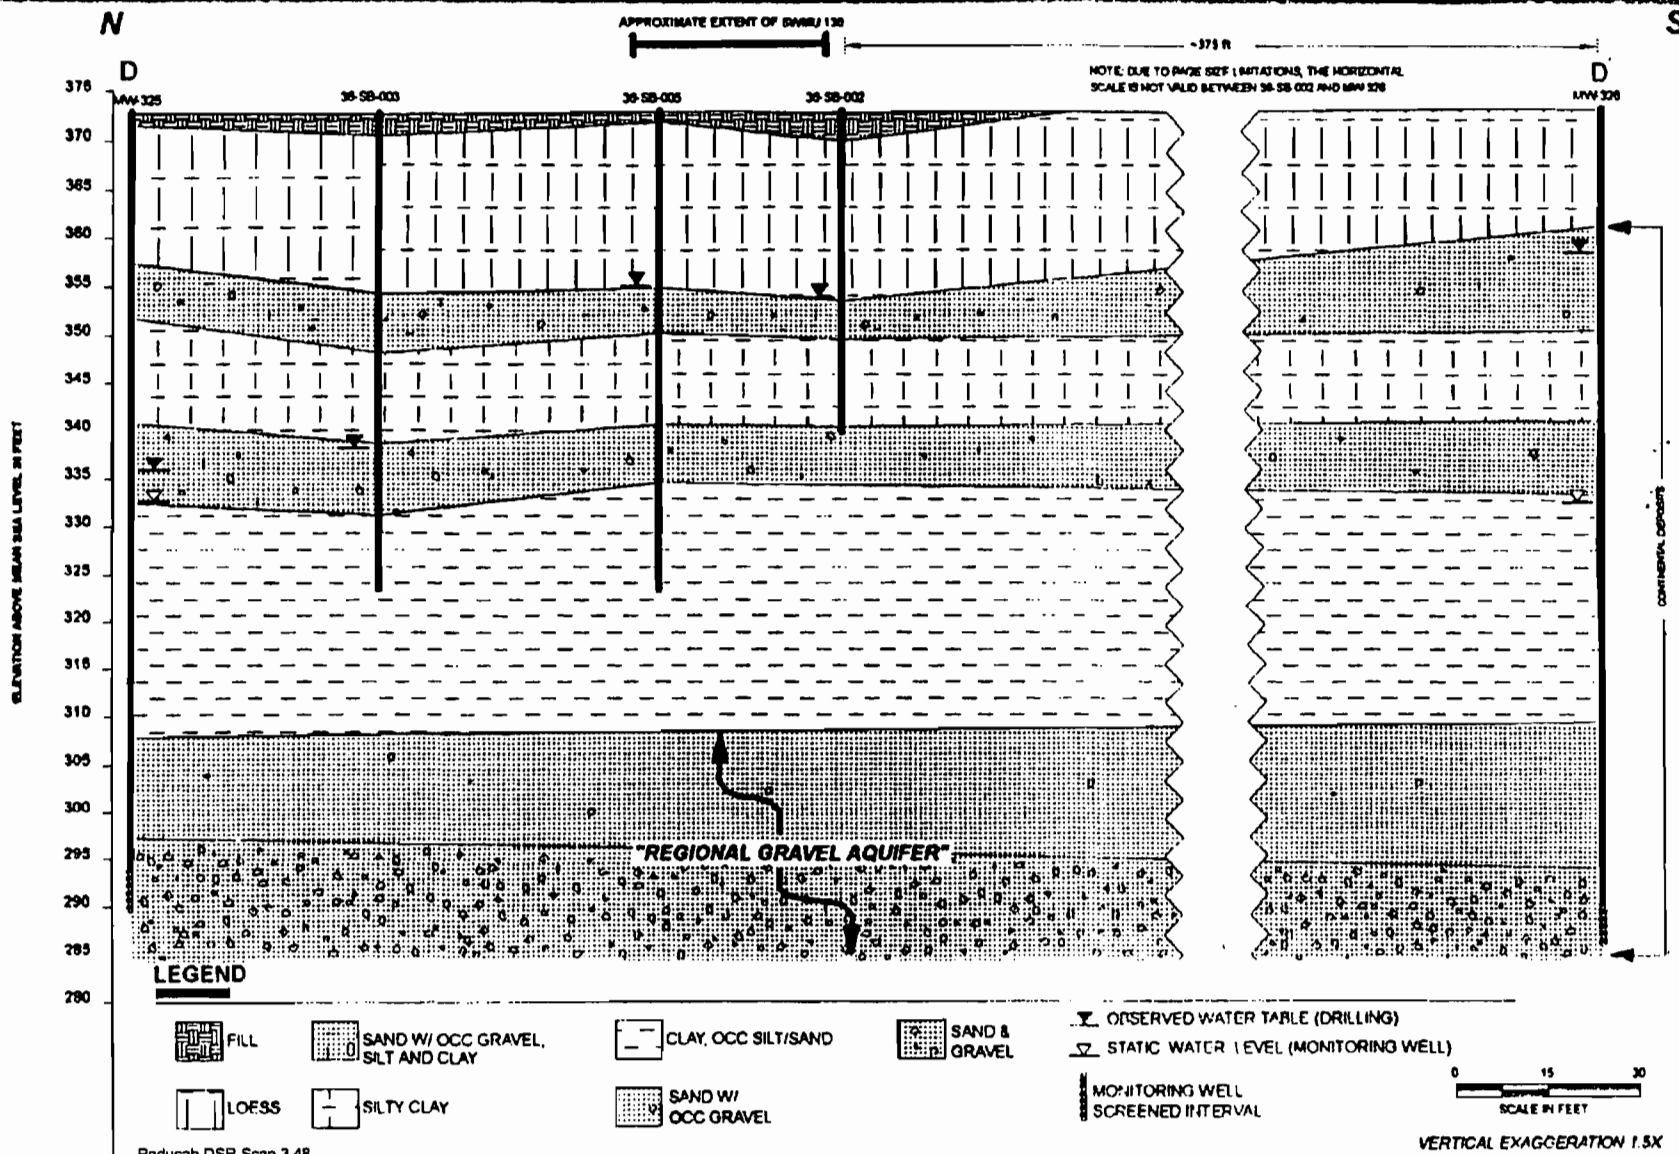 N
S
APPROXIMATE EXTENT OF SWMU 130
~375 ft
NOTE: DUE TO PAGE SIZE LIMITATIONS, THE HORIZONTAL
SCALE IS NOT VALID BETWEEN 36-SB-002 AND MW 326
D
D'
MW-325
36-SB-003
36-SB-005
36-SB-002
MW-326
375
370
365
360
355
350
345
340
335
330
325
320
315
310
305
300
295
290
285
280
ELEVATION ABOVE MEAN SEA LEVEL, IN FEET
CONTINENTAL DEPOSITS
"REGIONAL GRAVEL AQUIFER"
LEGEND
FILL
SAND W/ OCC GRAVEL,
SILT AND CLAY
CLAY, OCC SILT/SAND
SAND &
GRAVEL
OBSERVED WATER TABLE (DRILLING)
STATIC WATER LEVEL (MONITORING WELL)
LOESS
SILTY CLAY
SAND W/
OCC GRAVEL
MONITORING WELL
SCREENED INTERVAL
0 15 30
SCALE IN FEET
VERTICAL EXAGGERATION 1.5X